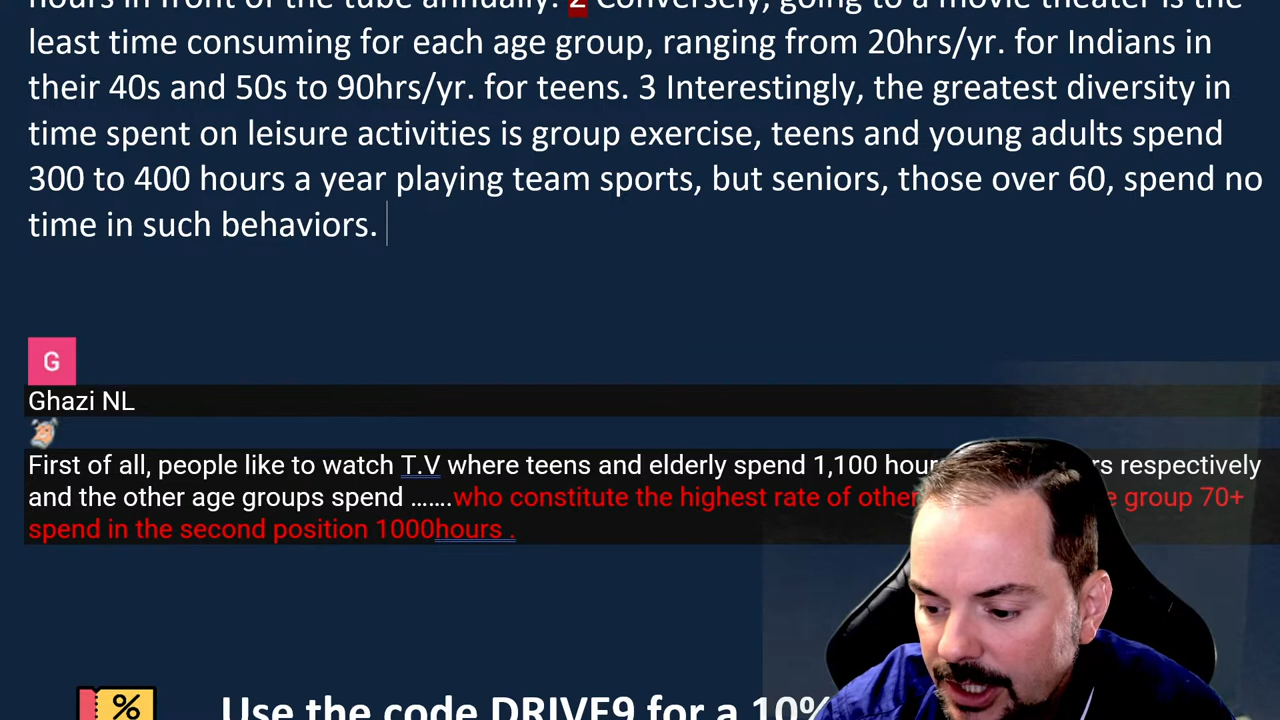 hours in front of the tube annually. 2 Conversely, going to a movie theater is the
least time consuming for each age group, ranging from 20hrs/yr. for Indians in
their 40s and 50s to 90hrs/yr. for teens. 3 Interestingly, the greatest diversity in
time spent on leisure activities is group exercise, teens and young adults spend
300 to 400 hours a year playing team sports, but seniors, those over 60, spend no
time in such behaviors.
G
Ghazi NL
First of all, people like to watch T.V where teens and elderly spend 1,100 respectively
and the other age groups spend …….who constitute the highest rate of other group 70+
spend in the second position 1000hours .
%
Use the code DRIVE9 for a 10%